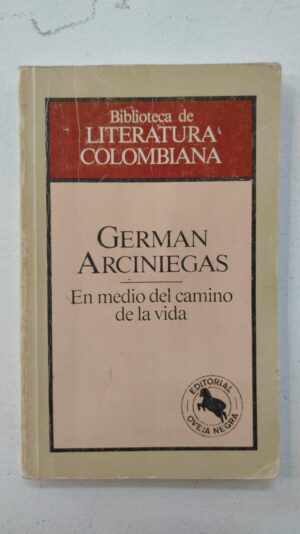 Biblioteca de
LITERATURA
COLOMBIANA
GERMAN
ARCINIEGAS
En medio del camino
de la vida
EDITORIAL
OVEJA NEGRA